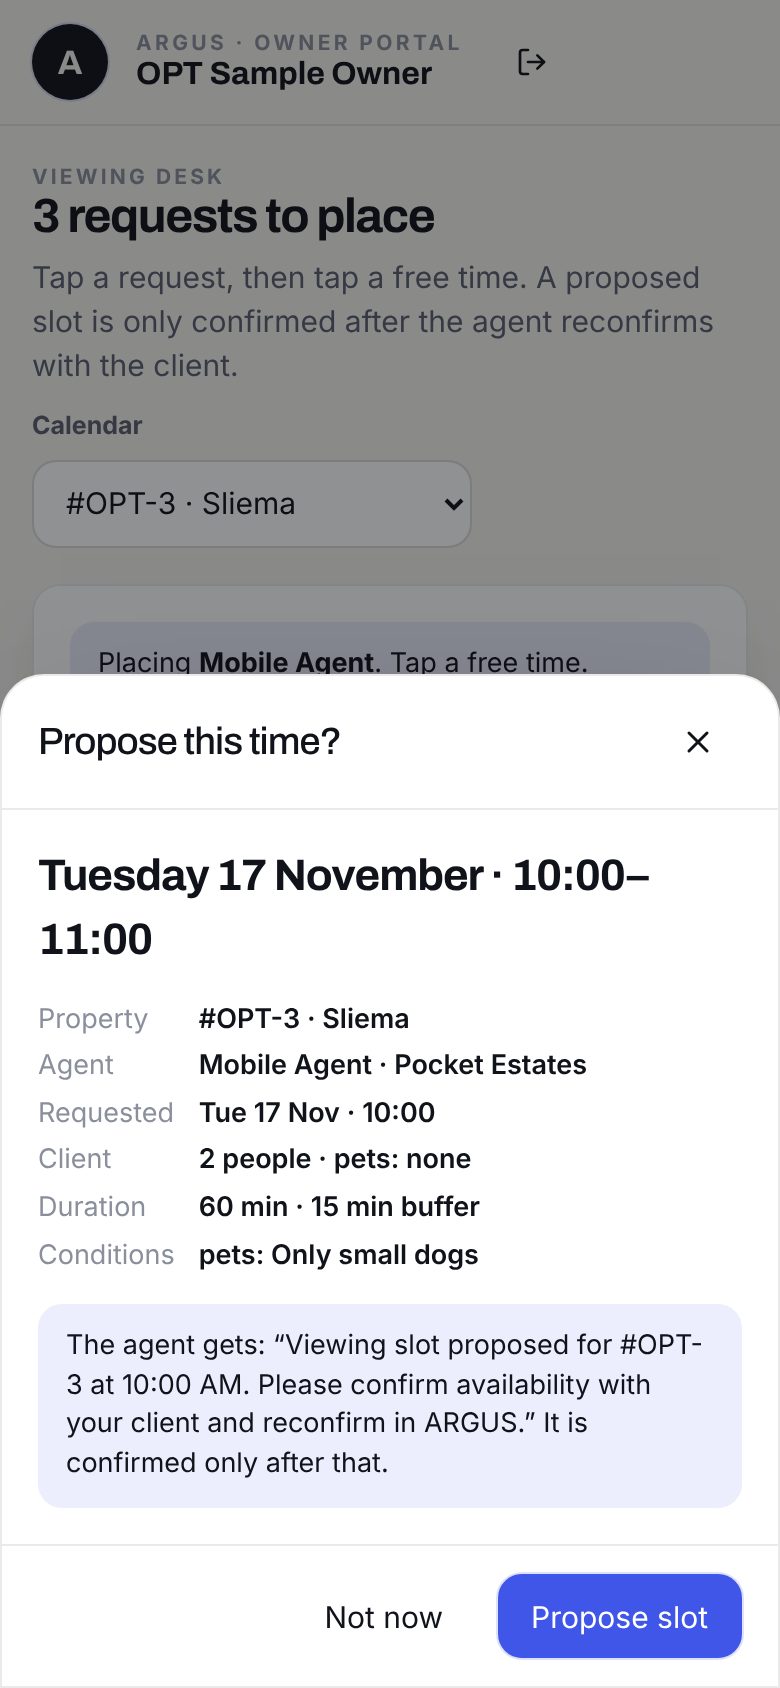 A
ARGUS · OWNER PORTAL
OPT Sample Owner
VIEWING DESK
3 requests to place
Tap a request, then tap a free time. A proposed
slot is only confirmed after the agent reconfirms
with the client.
Calendar
#OPT-3 · Sliema
Placing Mobile Agent. Tap a free time.
Propose this time?
Tuesday 17 November · 10:00–
11:00
Property #OPT-3 · Sliema
Agent Mobile Agent · Pocket Estates
Requested Tue 17 Nov · 10:00
Client 2 people · pets: none
Duration 60 min · 15 min buffer
Conditions pets: Only small dogs
The agent gets: “Viewing slot proposed for #OPT-
3 at 10:00 AM. Please confirm availability with
your client and reconfirm in ARGUS.” It is
confirmed only after that.
Not now Propose slot